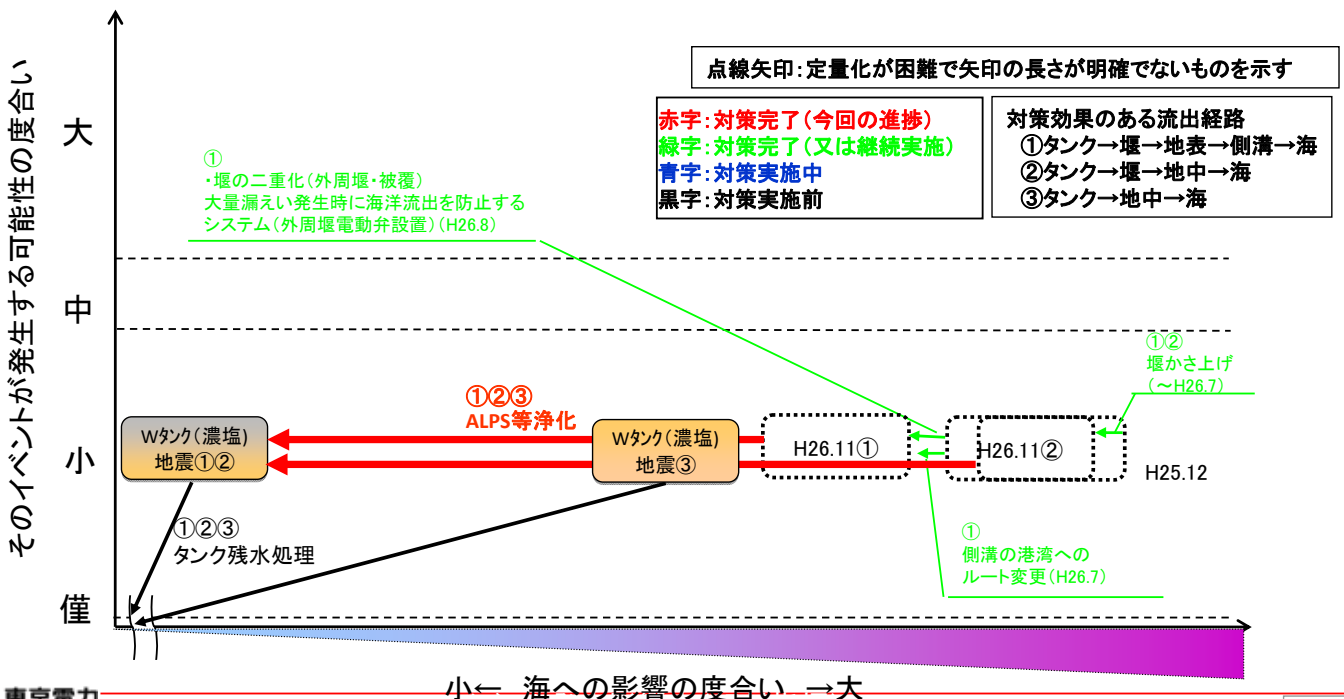 そのイベントが発生する可能性の度合い
大
中
小
僅
点線矢印：定量化が困難で矢印の長さが明確でないものを示す
赤字：対策完了（今回の進捗）
緑字：対策完了（又は継続実施）
青字：対策実施中
黒字：対策実施前
対策効果のある流出経路
①タンク→堰→地表→側溝→海
②タンク→堰→地中→海
③タンク→地中→海
①
・堰の二重化（外周堰・被覆）
大量漏えい発生時に海洋流出を防止する
システム（外周堰電動弁設置）（H26.8）
①②
堰かさ上げ
（～H26.7）
①②③
ALPS等浄化
Wタンク（濃塩）
地震①②
Wタンク（濃塩）
地震③
H26.11①
H26.11②
H25.12
①②③
タンク残水処理
①
側溝の港湾への
ルート変更（H26.7）
小← 海への影響の度合い →大
東京電力